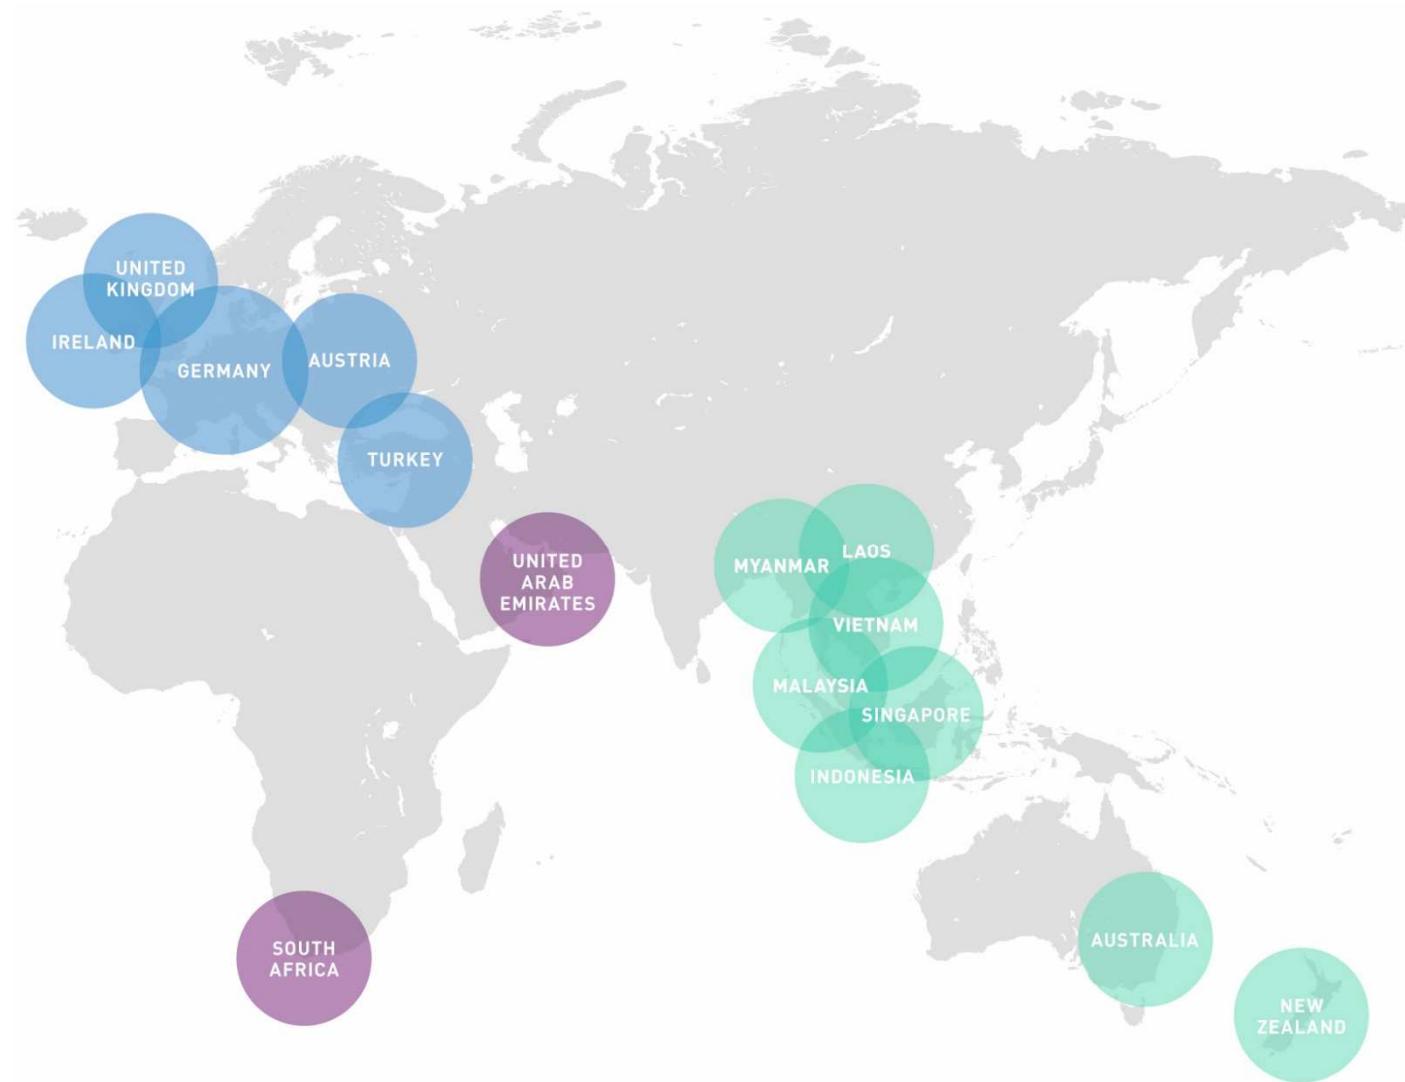 UNITED
KINGDOM
IRELAND
GERMANY
AUSTRIA
TURKEY
UNITED
ARAB
EMIRATES
LAOS
MYANMAR
VIETNAM
MALAYSIA
SINGAPORE
INDONESIA
SOUTH
AFRICA
AUSTRALIA
NEW
ZEALAND